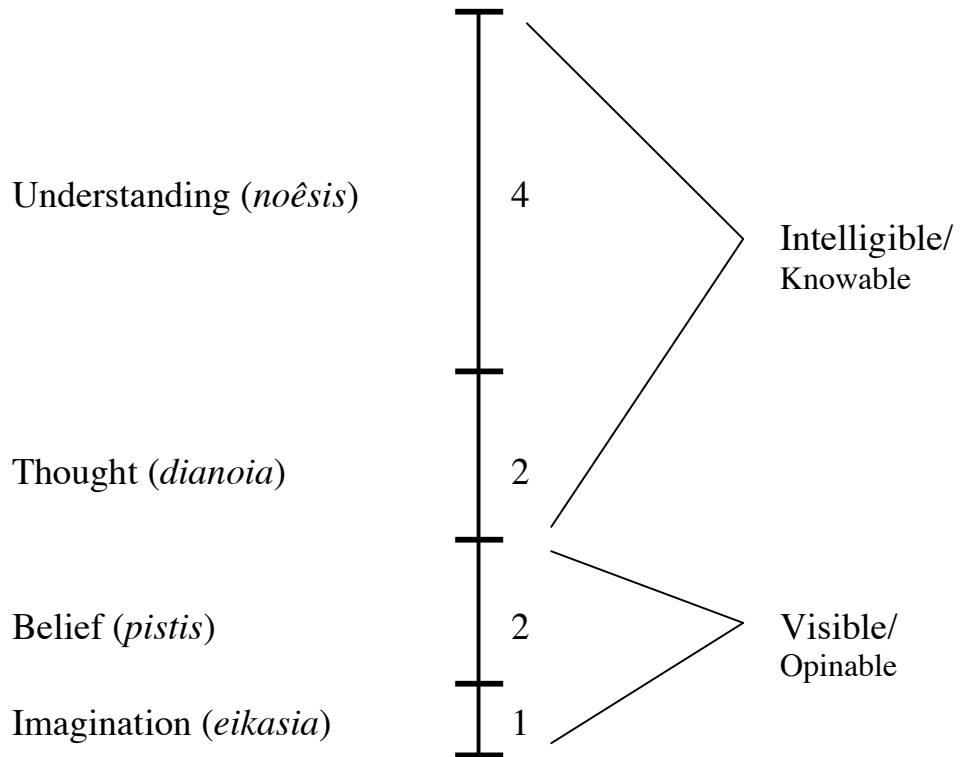 Understanding (noêsis) 4
Intelligible/
Knowable
Thought (dianoia) 2
Belief (pistis) 2 Visible/
Opinable
Imagination (eikasia) 1